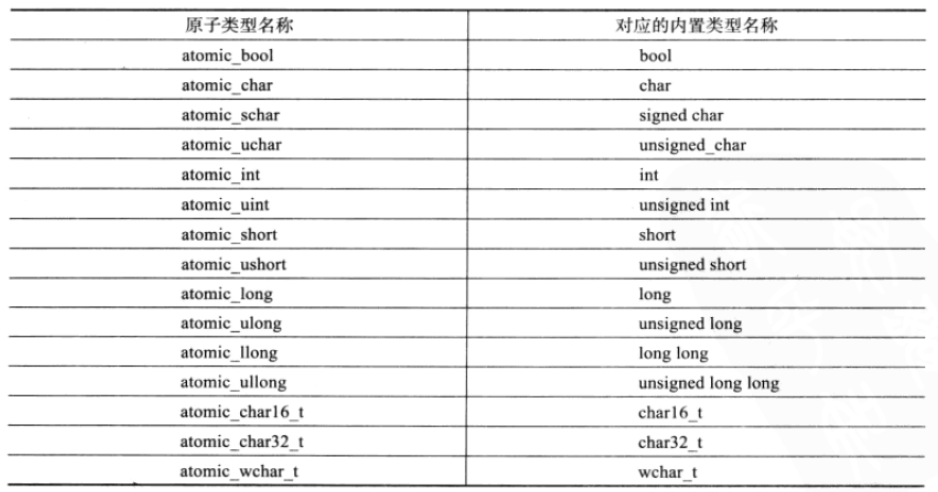 原子类型名称 对应的内置类型名称
atomic_bool bool
atomic_char char
atomic_schar signed char
atomic_uchar unsigned_char
atomic_int int
atomic_uint unsigned int
atomic_short short
atomic_ushort unsigned short
atomic_long long
atomic_ulong unsigned long
atomic_llong long long
atomic_ullong unsigned long long
atomic_char16_t char16_t
atomic_char32_t char32_t
atomic_wchar_t wchar_t